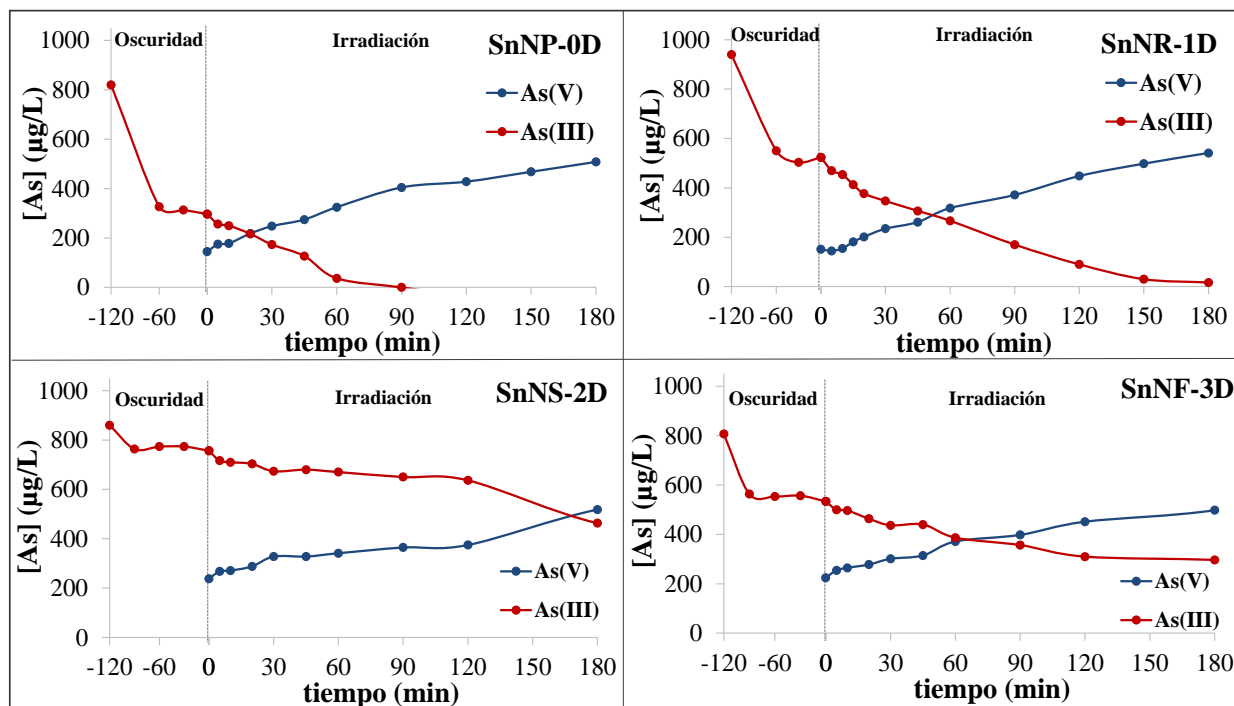 Oscuridad Irradiación SnNP-0D
[As] (µg/L)
1000
800
600
400
200
0
As(V)
As(III)
-120 -60 0 30 60 90 120 150 180
tiempo (min)
Oscuridad Irradiación SnNR-1D
[As] (µg/L)
1000
800
600
400
200
0
As(V)
As(III)
-120 -60 0 30 60 90 120 150 180
tiempo (min)
Oscuridad Irradiación SnNS-2D
[As] (µg/L)
1000
800
600
400
200
0
As(V)
As(III)
-120 -60 0 30 60 90 120 150 180
tiempo (min)
Oscuridad Irradiación SnNF-3D
[As] (µg/L)
1000
800
600
400
200
0
As(V)
As(III)
-120 -60 0 30 60 90 120 150 180
tiempo (min)